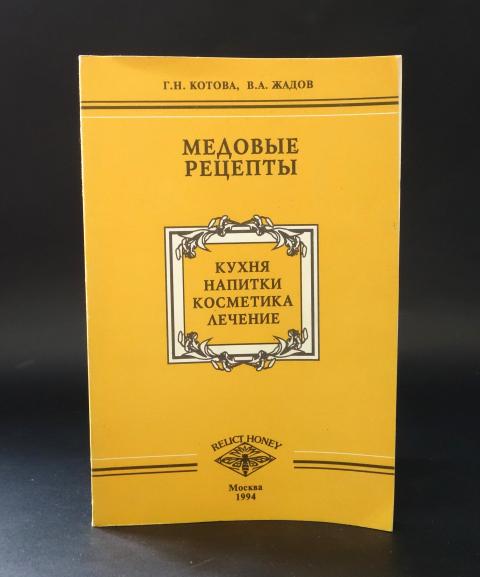 Г.Н. КОТОВА, В.А. ЖАДОВ
МЕДОВЫЕ
РЕЦЕПТЫ
КУХНЯ
НАПИТКИ
КОСМЕТИКА
ЛЕЧЕНИЕ
RELICT HONEY
Москва
1994